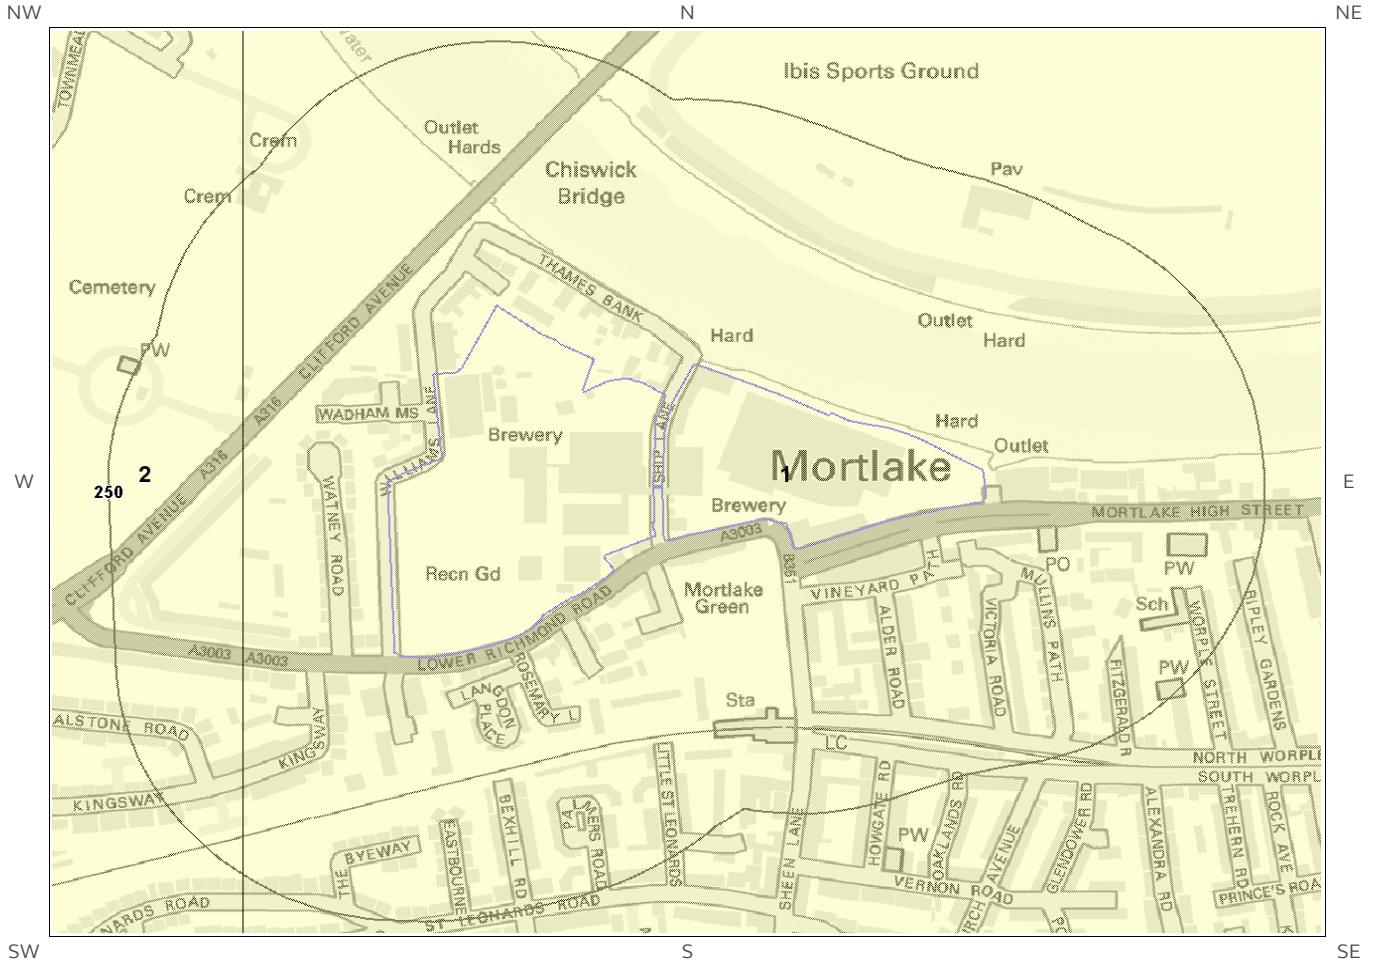 NW
N
NE
TOWNMEAD
Water
Ibis Sports Ground
Outlet
Hards
Crem
Chiswick
Bridge
Pav
Crem
THAMES BANK
Cemetery
CLIFFORD AVENUE
Outlet
Hard
Hard
PW
A316
WADHAM MS
WILLIAMS LANE
SHIP LANE
Hard
Brewery
Outlet
A316
Mortlake
1
W
2
250
E
WATNEY ROAD
Brewery
CLIFFORD AVENUE
MORTLAKE HIGH STREET
A3003
B351
PO
PW
Recn Gd
Mortlake
Green
VINEYARD PATH
MULLINS PATH
Sch
LOWER RICHMOND ROAD
ALDER ROAD
VICTORIA ROAD
WORPLE STREET
RIPLEY GARDENS
A3003
A3003
ROSEMARY L
LANGDON
PLACE
FITZGERALD R
PW
Sta
ALSTONE ROAD
KINGSWAY
LC
NORTH WORPLE
SOUTH WORPL
KINGSWAY
LITTLE ST LEONARDS
BEXHILL RD
PALMERS ROAD
EASTBOURNE
THE BYEWAY
SHEEN LANE
HOWGATE RD
PW
OAKLANDS RD
AVENUE
GLENDOWER RD
ALEXANDRA RD
TREHERN RD
ROCK AVE
VERNON ROAD
PRINCE'S ROA
NARDS ROAD
ST LEONARDS ROAD
RCH
SW
S
SE